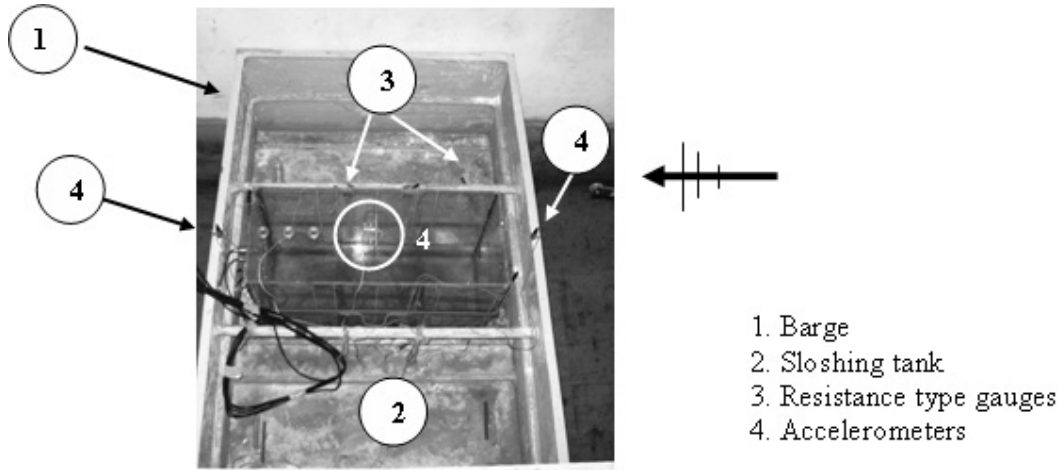 1
3
4
4
4
2
1. Barge
2. Sloshing tank
3. Resistance type gauges
4. Accelerometers